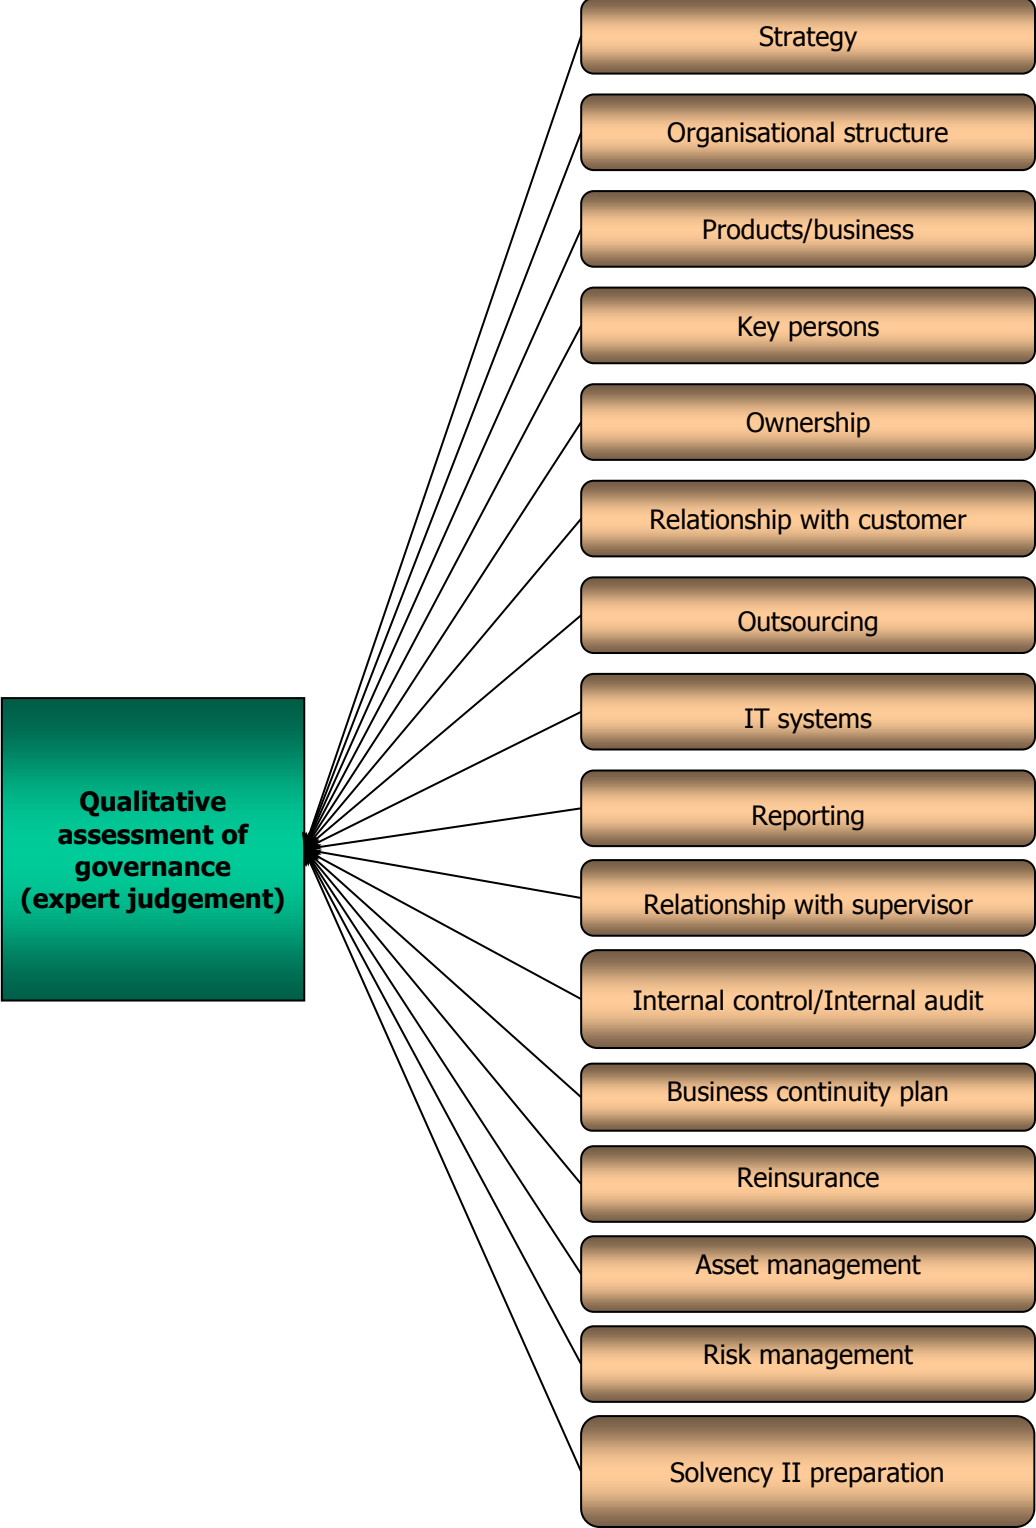 Strategy
Organisational structure
Products/business
Key persons
Ownership
Relationship with customer
Outsourcing
IT systems
Qualitative
assessment of
governance
(expert judgement)
Reporting
Relationship with supervisor
Internal control/Internal audit
Business continuity plan
Reinsurance
Asset management
Risk management
Solvency II preparation